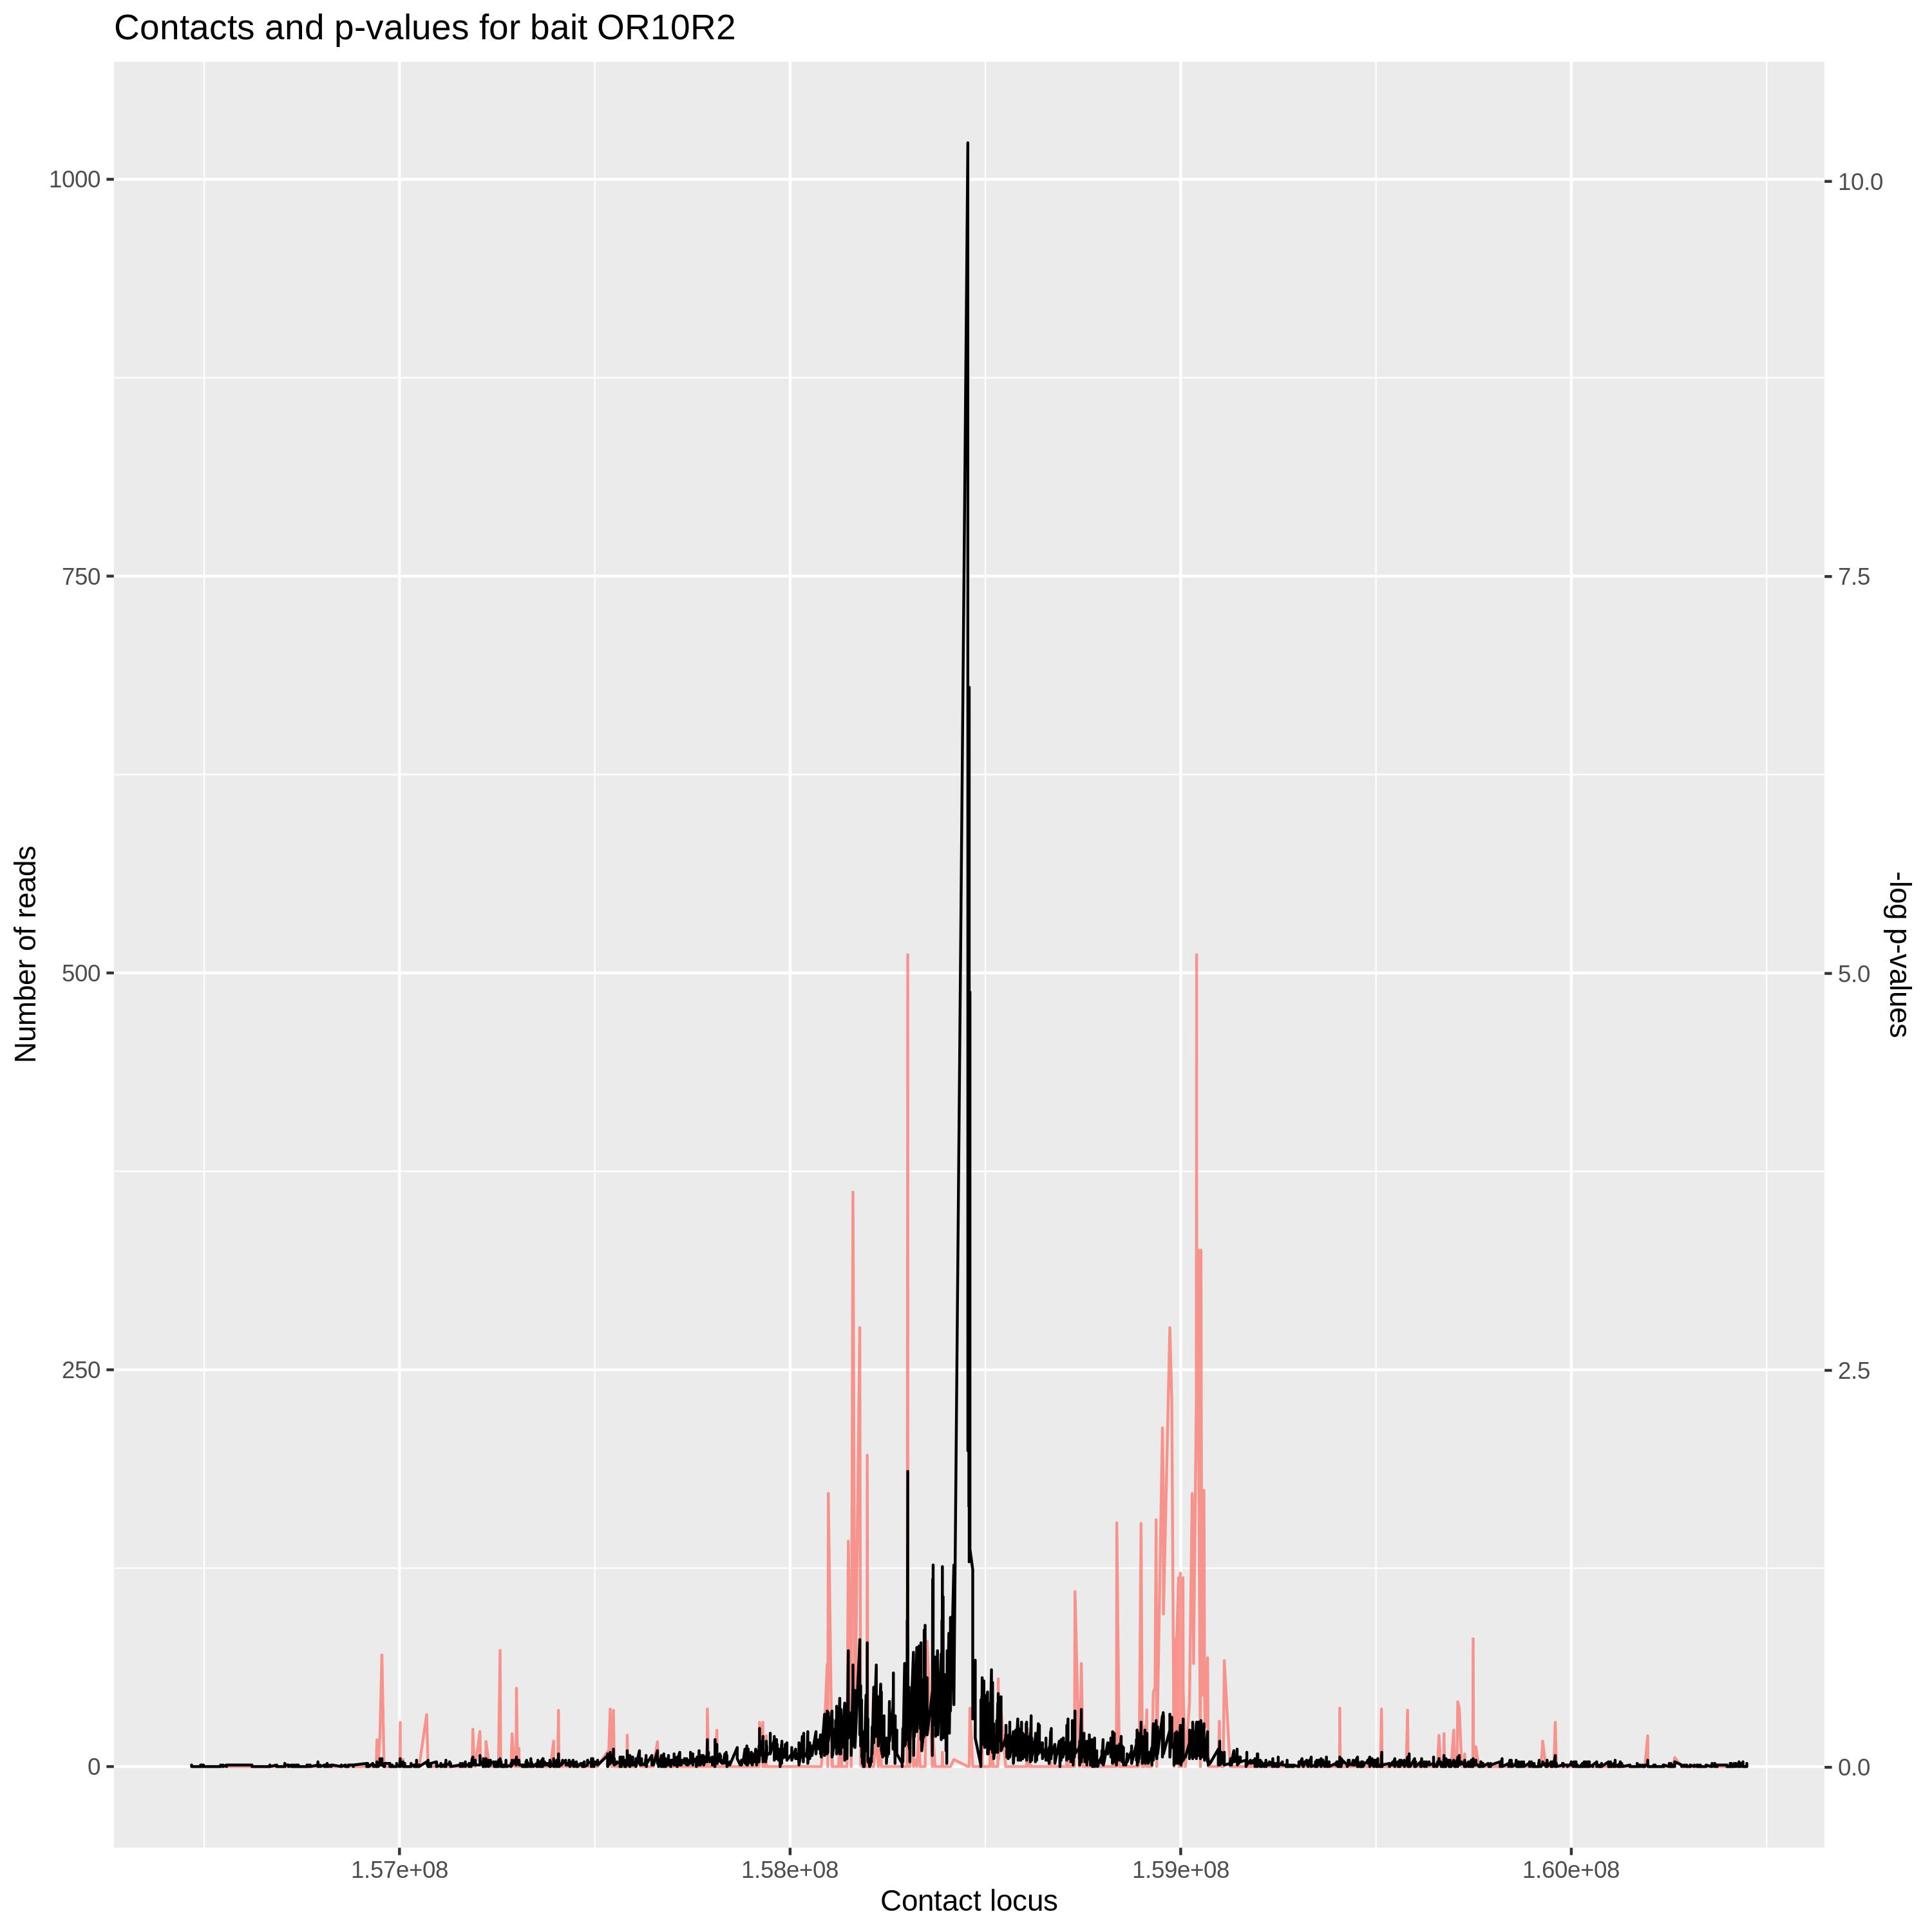 Contacts and p-values for bait OR10R2
1000
750
500
250
0
Number of reads
10.0
7.5
5.0
2.5
0.0
-log p-values
1.57e+08
1.58e+08
1.59e+08
1.60e+08
Contact locus